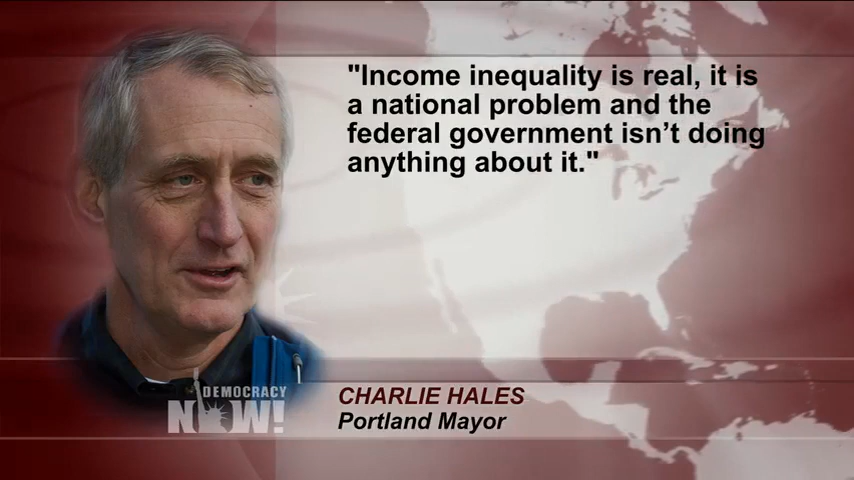 "Income inequality is real, it is
a national problem and the
federal government isn't doing
anything about it."
DEMOCRACY
NOW!
CHARLIE HALES
Portland Mayor